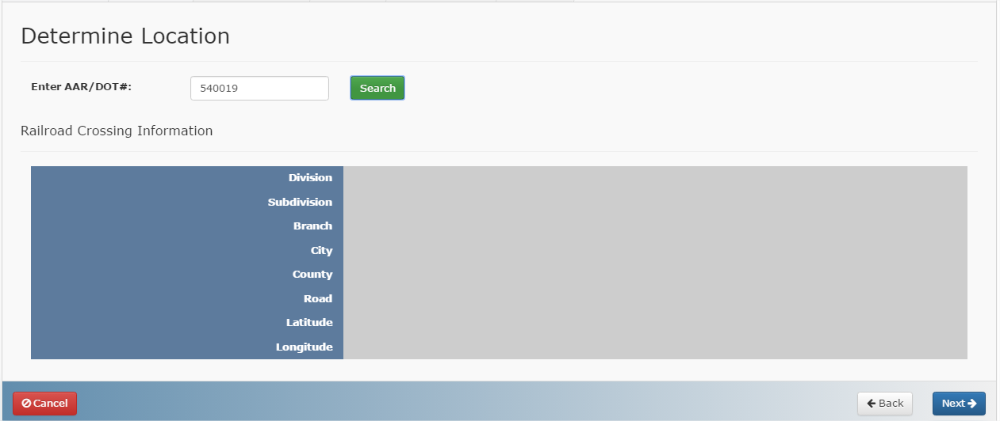 Determine Location
Enter AAR/DOT#: 540019 Search
Railroad Crossing Information
Division
Subdivision
Branch
City
County
Road
Latitude
Longitude
Cancel Back Next